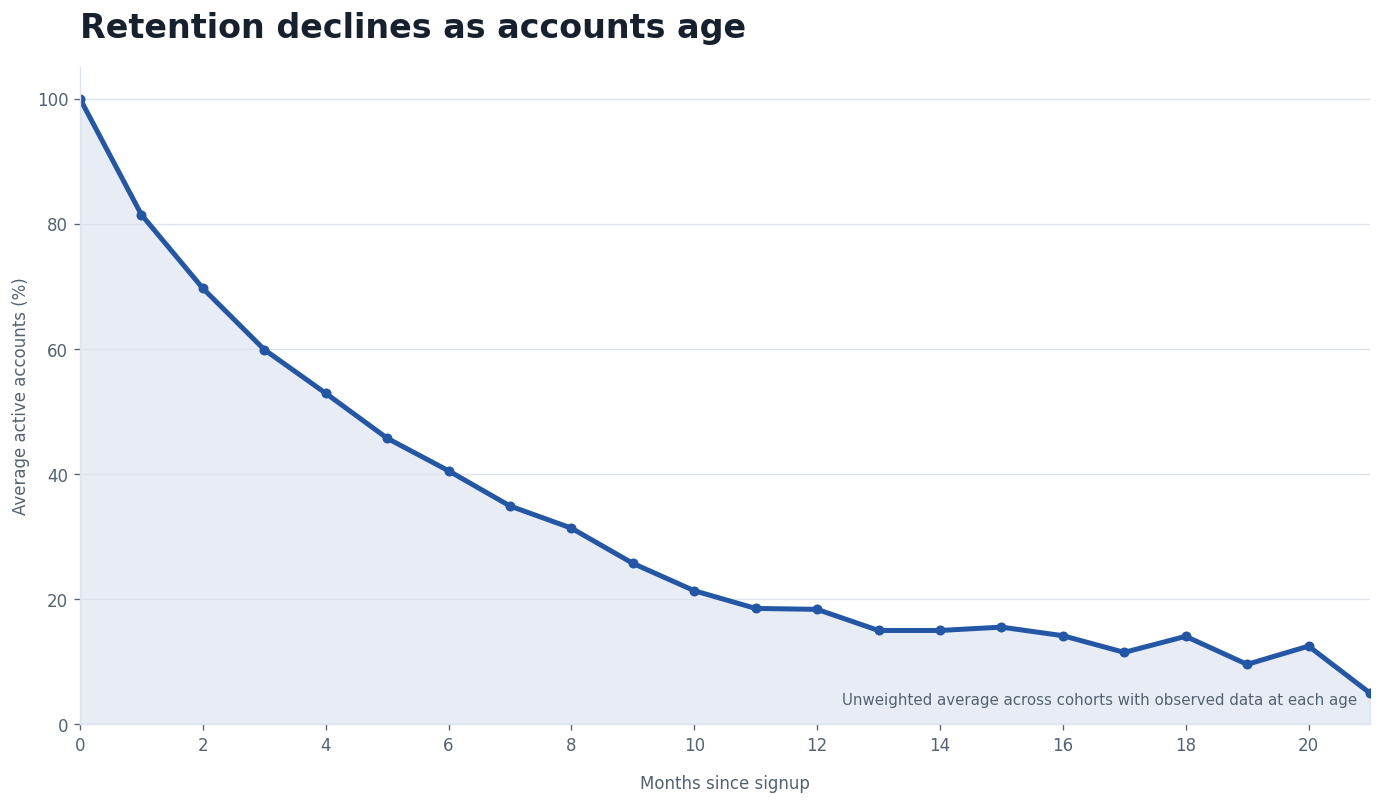 Retention declines as accounts age
Average active accounts (%)
100
80
60
40
20
0
Unweighted average across cohorts with observed data at each age
0 2 4 6 8 10 12 14 16 18 20
Months since signup